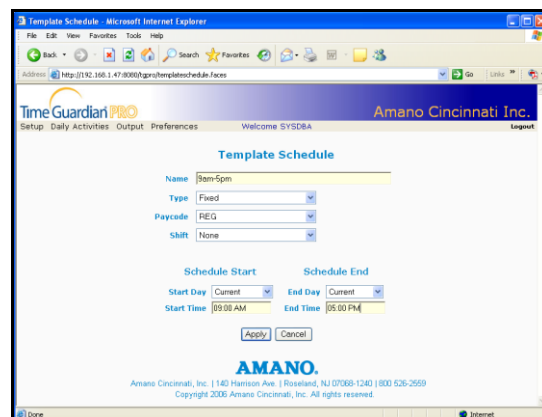 Template Schedule - Microsoft Internet Explorer
File Edit View Favorites Tools Help
Back Search Favorites
Address http://192.168.1.47:8080/tgpro/templateschedule.faces Go Links »
Time Guardian PRO Amano Cincinnati Inc.
Setup Daily Activities Output Preferences Welcome SYSDBA Logout
Template Schedule
Name 9am-5pm
Type Fixed
Paycode REG
Shift None
Schedule Start Schedule End
Start Day Current End Day Current
Start Time 09:00 AM End Time 05:00 PM
Apply Cancel
AMANO.
Amano Cincinnati, Inc. | 140 Harrison Ave. | Roseland, NJ 07068-1240 | 800 526-2559
Copyright 2006 Amano Cincinnati, Inc. All rights reserved.
Done Internet